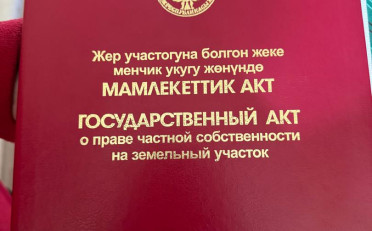 Жер участогуна болгон жеке
менчик укугу жөнүндө
МАМЛЕКЕТТИК АКТ
ГОСУДАРСТВЕННЫЙ АКТ
о праве частной собственности
на земельный участок